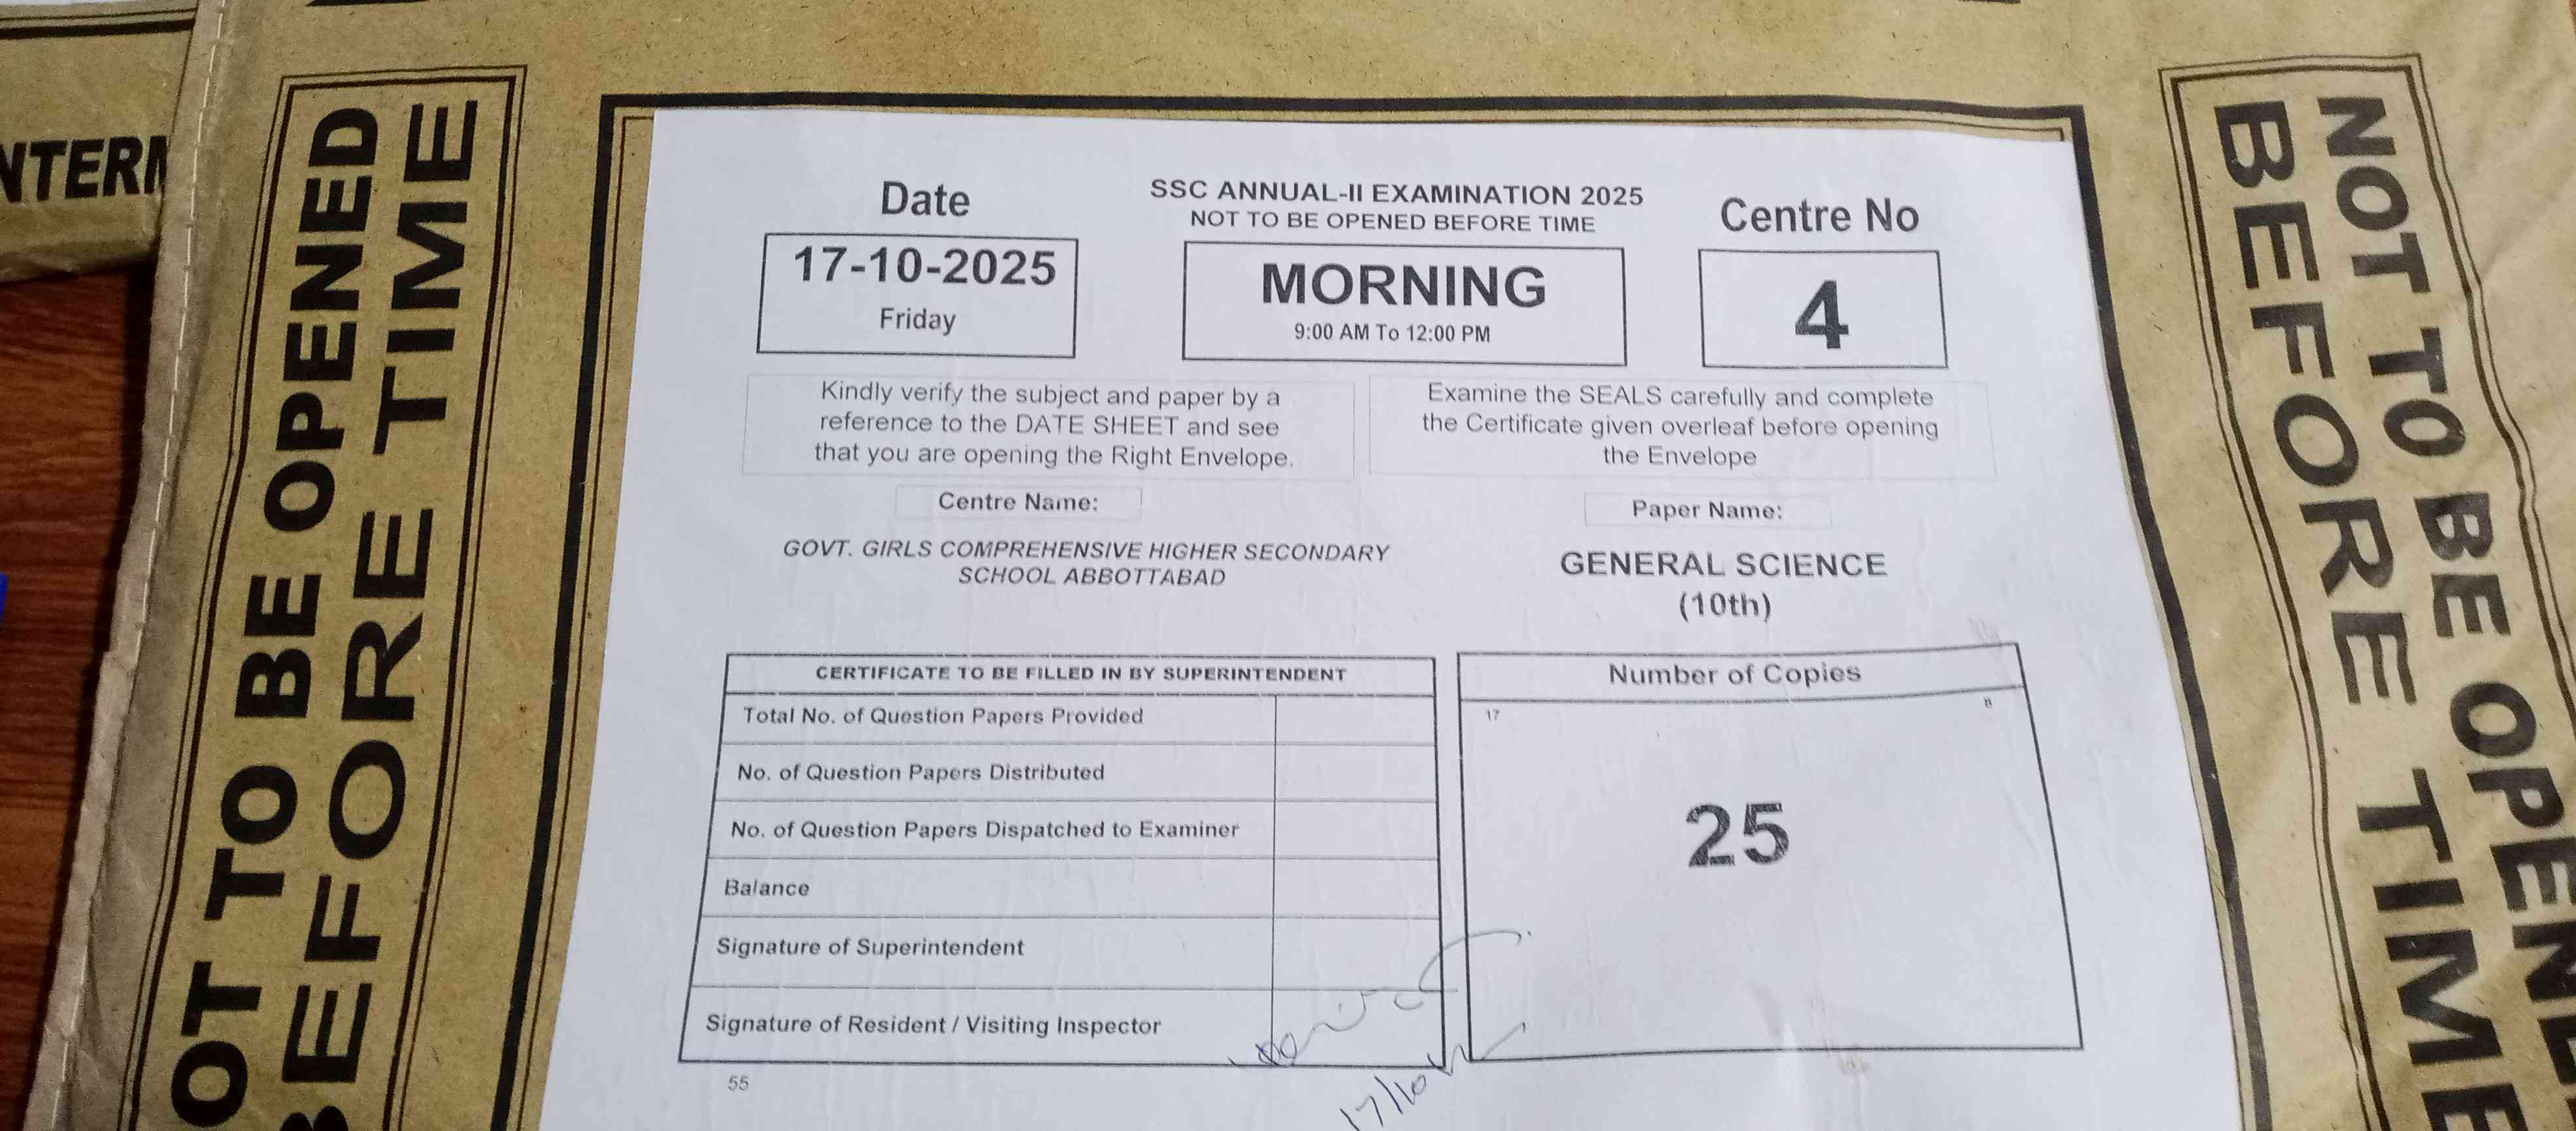 NTERN
NOT TO BE OPENED
BEFORE TIME
Date
17-10-2025
Friday
SSC ANNUAL-II EXAMINATION 2025
NOT TO BE OPENED BEFORE TIME
MORNING
9:00 AM To 12:00 PM
Centre No
4
Kindly verify the subject and paper by a
reference to the DATE SHEET and see
that you are opening the Right Envelope.
Examine the SEALS carefully and complete
the Certificate given overleaf before opening
the Envelope
Centre Name:
GOVT. GIRLS COMPREHENSIVE HIGHER SECONDARY
SCHOOL ABBOTTABAD
Paper Name:
GENERAL SCIENCE
(10th)
CERTIFICATE TO BE FILLED IN BY SUPERINTENDENT
Total No. of Question Papers Provided
No. of Question Papers Distributed
No. of Question Papers Dispatched to Examiner
Balance
Signature of Superintendent
Signature of Resident / Visiting Inspector
Number of Copies
17
8
25
55
NOT TO BE OPENED
BEFORE TIME